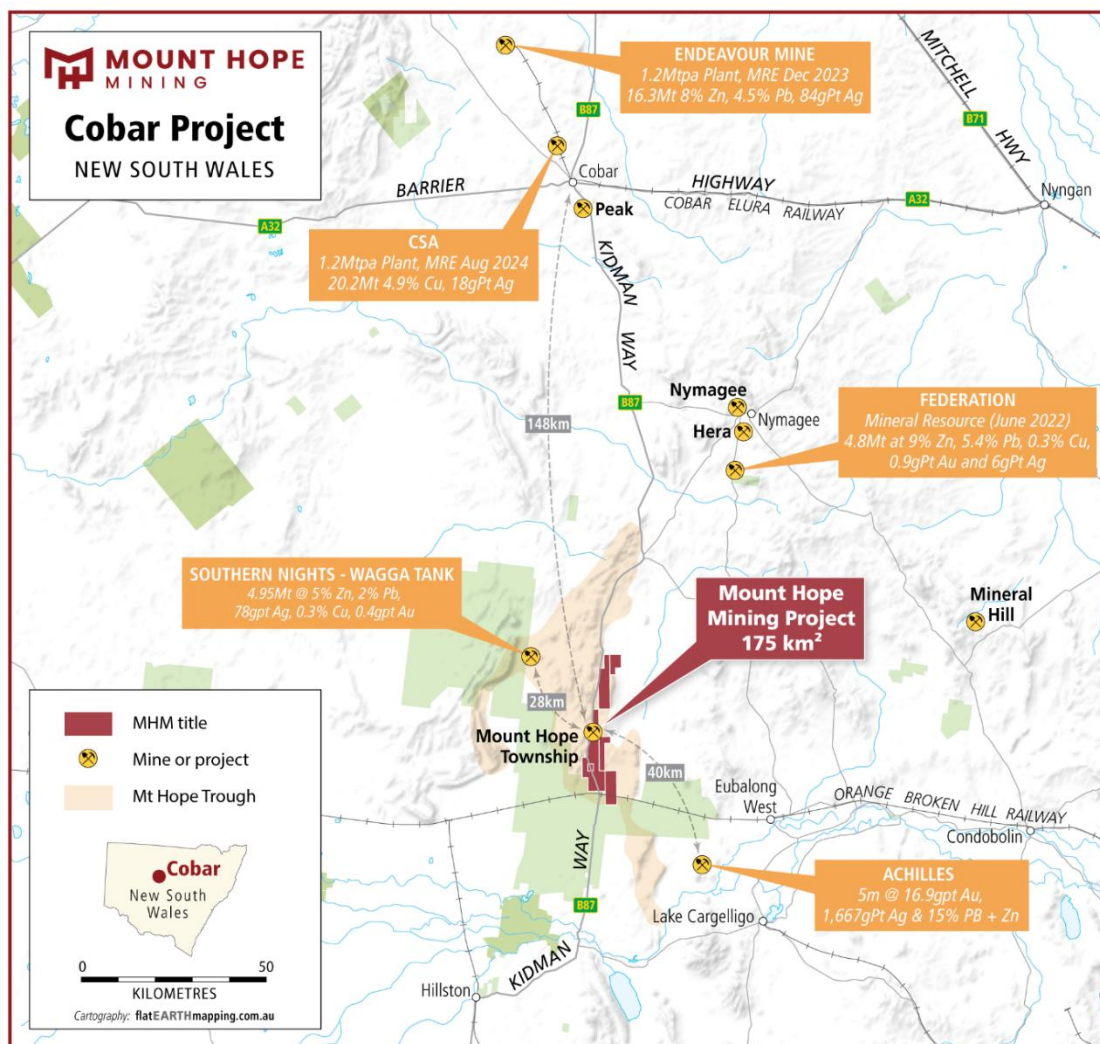 MOUNT HOPE
MINING
Cobar Project
NEW SOUTH WALES
ENDEAVOUR MINE
1.2Mtpa Plant, MRE Dec 2023
16.3Mt 8% Zn, 4.5% Pb, 84gPt Ag
B87
MITCHELL
HWY
B71
Cobar
BARRIER
HIGHWAY
COBAR ELURA RAILWAY
A32
A32
Nyngan
Peak
CSA
1.2Mtpa Plant, MRE Aug 2024
20.2Mt 4.9% Cu, 18gPt Ag
KIDMAN
WAY
B87
148km
Nymagee
Nymagee
Hera
FEDERATION
Mineral Resource (June 2022)
4.8Mt at 9% Zn, 5.4% Pb, 0.3% Cu,
0.9gPt Au and 6gPt Ag
SOUTHERN NIGHTS - WAGGA TANK
4.95Mt @ 5% Zn, 2% Pb,
78gpt Ag, 0.3% Cu, 0.4gpt Au
Mount Hope
Mining Project
175 km²
Mineral
Hill
28km
Mount Hope
Township
40km
Eubalong
West
ORANGE BROKEN HILL RAILWAY
Condobolin
WAY
B87
KIDMAN
ACHILLES
5m @ 16.9gpt Au,
1,667gPt Ag & 15% PB + Zn
Lake Cargelligo
Hillston
MHM title
Mine or project
Mt Hope Trough
Cobar
New South
Wales
0
50
KILOMETRES
Cartography: flatEARTHmapping.com.au